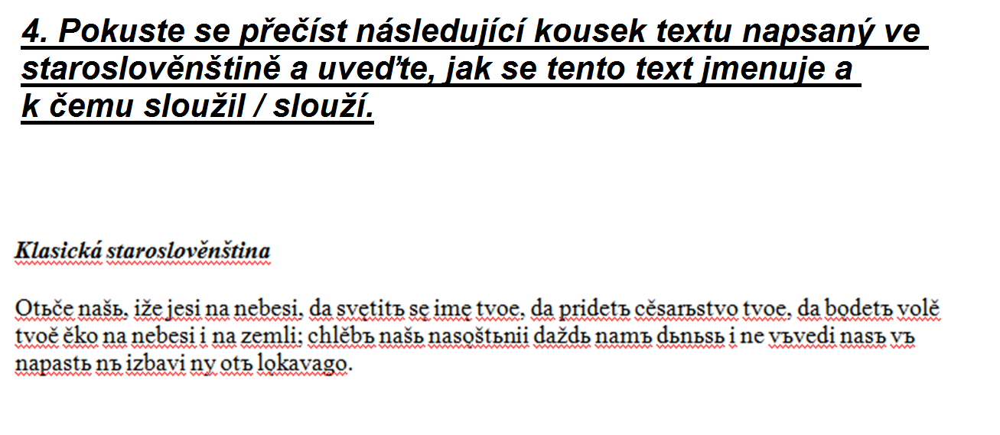 4. Pokuste se přečíst následující kousek textu napsaný ve
staroslověnštině a uveďte, jak se tento text jmenuje a
k čemu sloužil / slouží.
Klasická staroslověnština
Otьče našь, iže jesi na nebesi, da svętitъ sę imę tvoe, da pridetъ cěsarьstvo tvoe, da bǫdetъ volě
tvoě ěko na nebesi i na zemli; chlěbъ našь nasǫštьnii daždь namъ dьnьsь i ne vъvedi nasъ vъ
napastь nъ izbavi ny otъ lǫkavago.